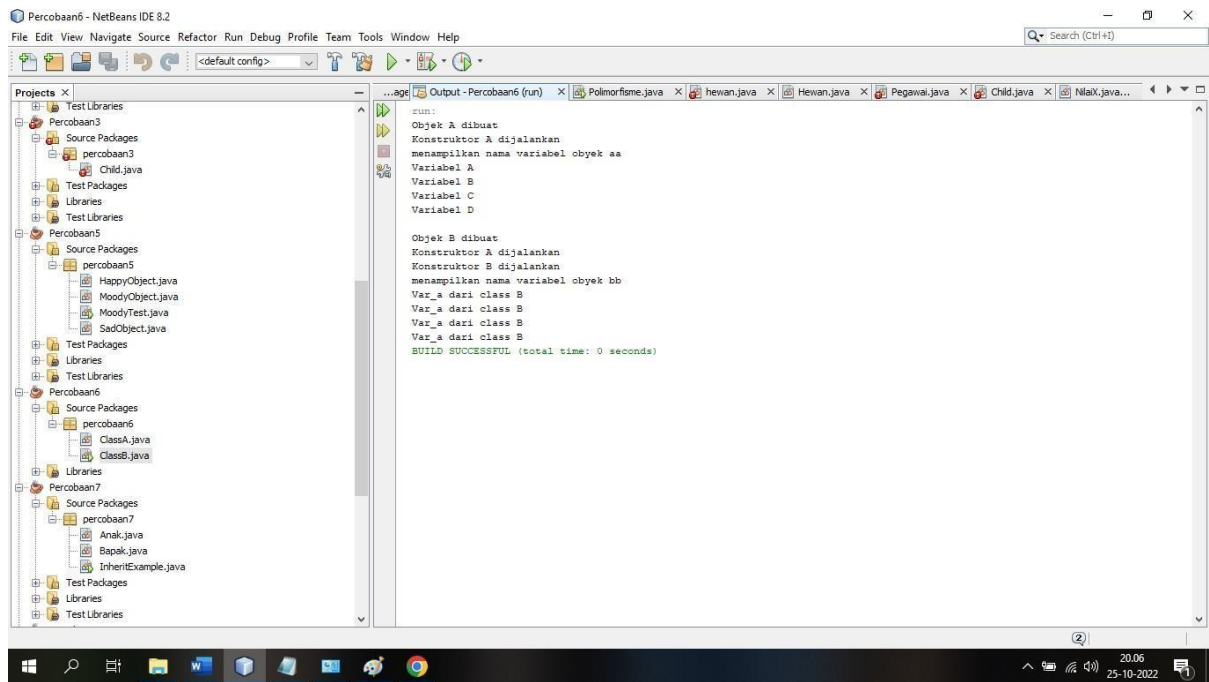 Percobaan6 - NetBeans IDE 8.2
File Edit View Navigate Source Refactor Run Debug Profile Team Tools Window Help
Search (Ctrl+I)
<default config>
Projects
Test Libraries
Percobaan3
Source Packages
percobaan3
Child.java
Test Packages
Libraries
Test Libraries
Percobaan5
Source Packages
percobaan5
HappyObject.java
MoodyObject.java
MoodyTest.java
SadObject.java
Test Packages
Libraries
Test Libraries
Percobaan6
Source Packages
percobaan6
ClassA.java
ClassB.java
Libraries
Percobaan7
Source Packages
percobaan7
Anak.java
Bapak.java
InheritExample.java
Test Packages
Libraries
Test Libraries
...age Output - Percobaan6 (run) Polimorfisme.java hewan.java Hewan.java Pegawai.java Child.java NilaiX.java...
run:
Objek A dibuat
Konstruktor A dijalankan
menampilkan nama variabel obyek aa
Variabel A
Variabel B
Variabel C
Variabel D
Objek B dibuat
Konstruktor A dijalankan
Konstruktor B dijalankan
menampilkan nama variabel obyek bb
Var_a dari class B
Var_a dari class B
Var_a dari class B
Var_a dari class B
BUILD SUCCESSFUL (total time: 0 seconds)
2
20.06
25-10-2022
1